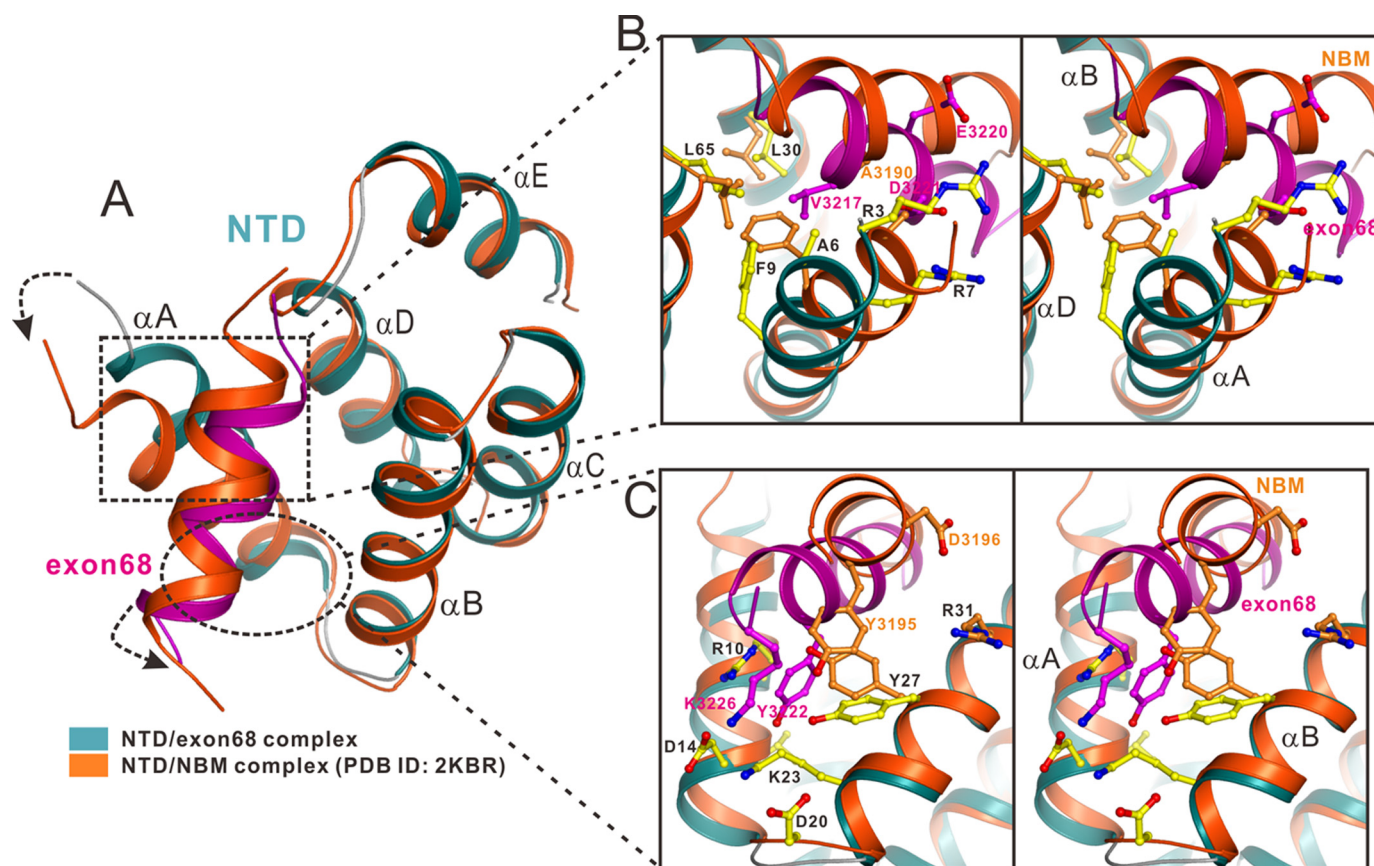 A
NTD
αE
αA
αD
αC
αB
exon68
NTD/exon68 complex
NTD/NBM complex (PDB ID: 2KBR)
B
αB
NBM
L65
L30
E3220
A3190
D3221
V3217
R3
exon68
A6
F9
R7
αD
αA
C
NBM
D3196
exon68
Y3195
R31
R10
αA
Y27
K3226
Y3222
αB
D14
K23
D20